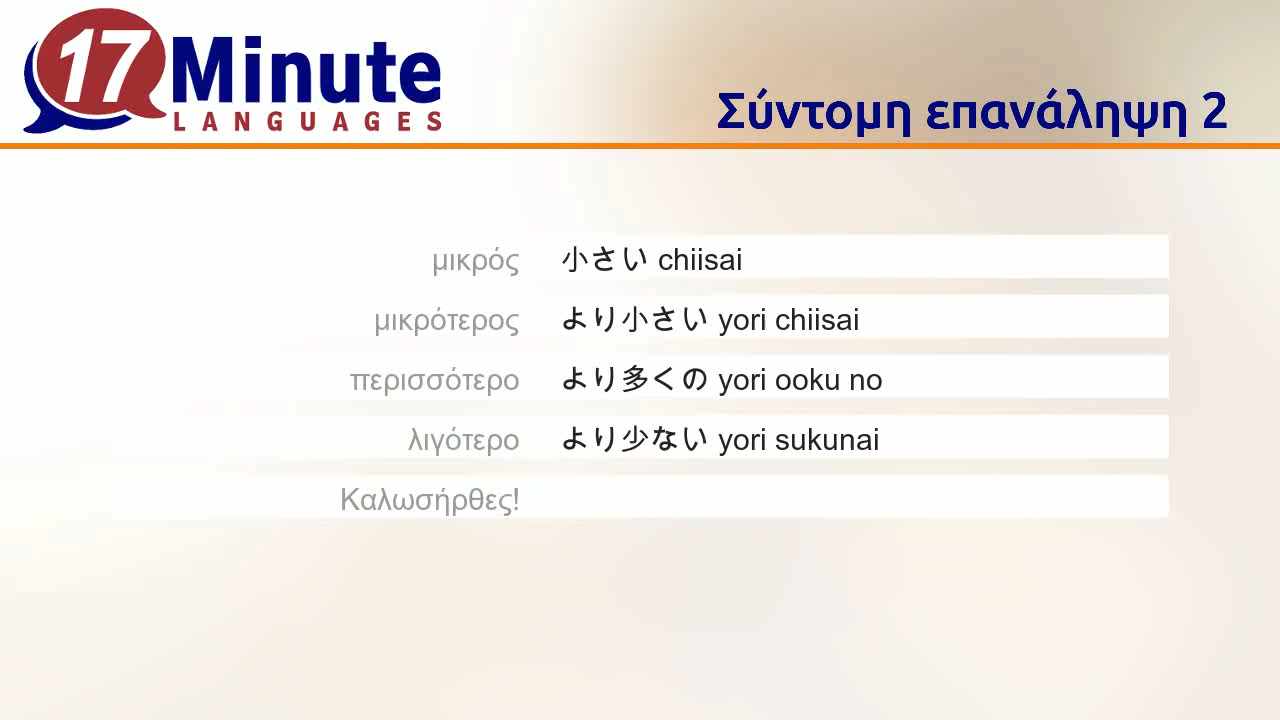 17 Minute
LANGUAGES
Σύντομη επανάληψη 2
μικρός 小さい chiisai
μικρότερος より小さい yori chiisai
περισσότερο より多くの yori ooku no
λιγότερο より少ない yori sukunai
Καλωσήρθες!